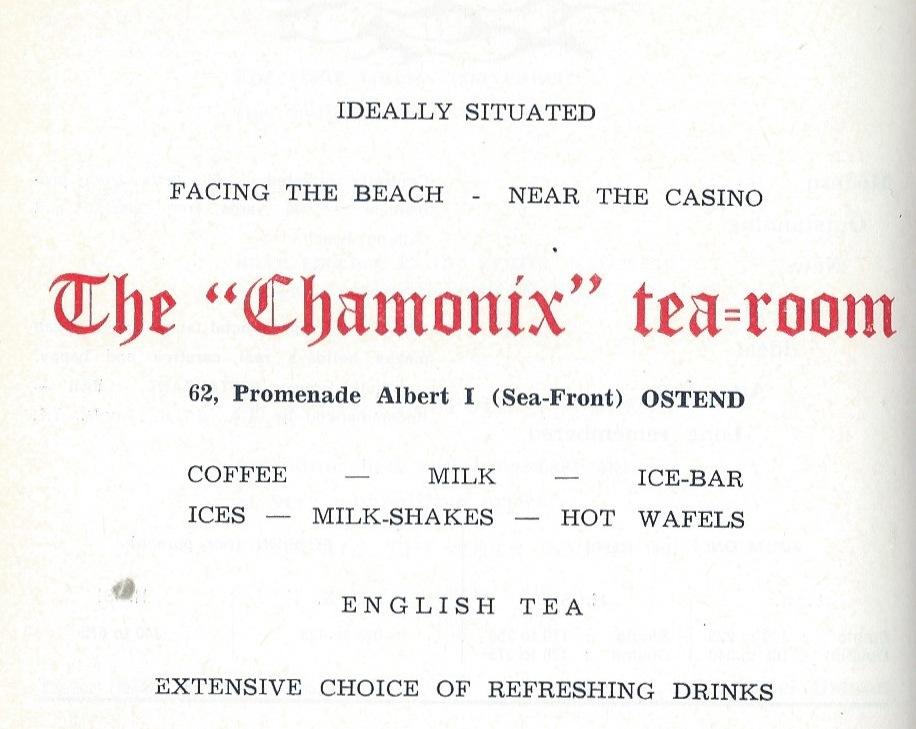 IDEALLY SITUATED
FACING THE BEACH - NEAR THE CASINO
The “Chamonix” tea=room
62, Promenade Albert I (Sea-Front) OSTEND
COFFEE — MILK — ICE-BAR
ICES — MILK-SHAKES — HOT WAFELS
ENGLISH TEA
EXTENSIVE CHOICE OF REFRESHING DRINKS